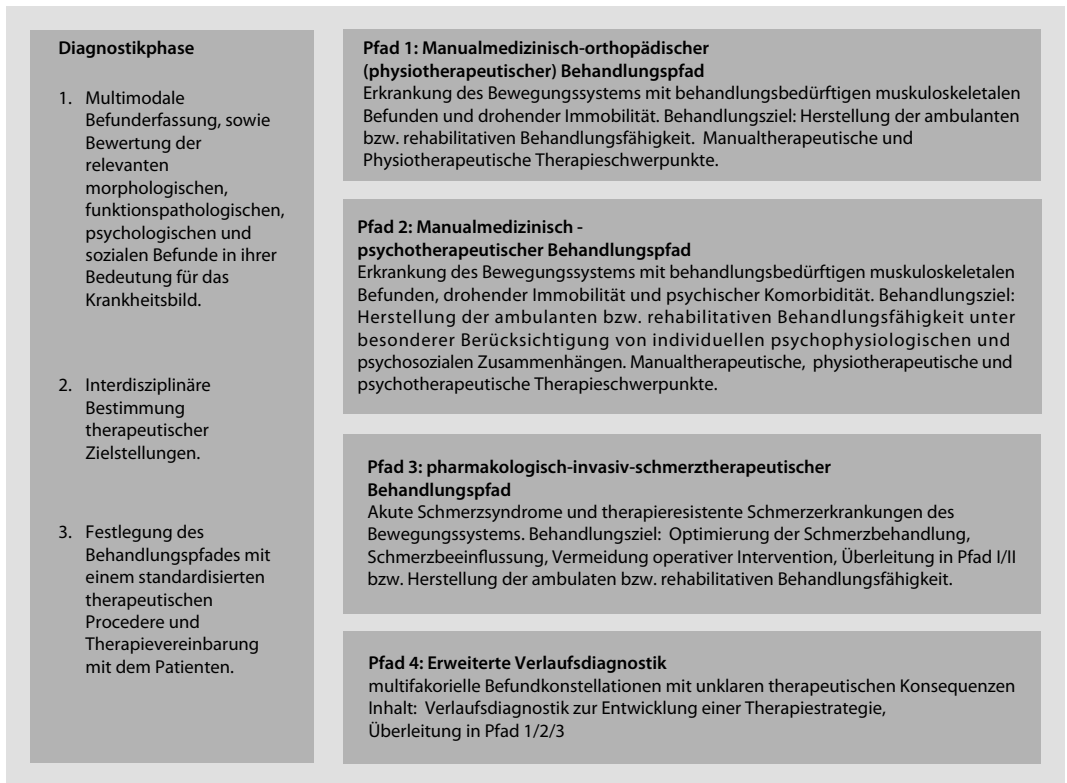 Diagnostikphase
1. Multimodale
Befunderfassung, sowie
Bewertung der
relevanten
morphologischen,
funktionspathologischen,
psychologischen und
sozialen Befunde in ihrer
Bedeutung für das
Krankheitsbild.
2. Interdisziplinäre
Bestimmung
therapeutischer
Zielstellungen.
3. Festlegung des
Behandlungspfades mit
einem standardisierten
therapeutischen
Procedere und
Therapievereinbarung
mit dem Patienten.
Pfad 1: Manualmedizinisch-orthopädischer
(physiotherapeutischer) Behandlungspfad
Erkrankung des Bewegungssystems mit behandlungsbedürftigen muskuloskeletalen
Befunden und drohender Immobilität. Behandlungsziel: Herstellung der ambulanten
bzw. rehabilitativen Behandlungsfähigkeit. Manualtherapeutische und
Physiotherapeutische Therapieschwerpunkte.
Pfad 2: Manualmedizinisch -
psychotherapeutischer Behandlungspfad
Erkrankung des Bewegungssystems mit behandlungsbedürftigen muskuloskeletalen
Befunden, drohender Immobilität und psychischer Komorbidität. Behandlungsziel:
Herstellung der ambulanten bzw. rehabilitativen Behandlungsfähigkeit unter
besonderer Berücksichtigung von individuellen psychophysiologischen und
psychosozialen Zusammenhängen. Manualtherapeutische, physiotherapeutische und
psychotherapeutische Therapieschwerpunkte.
Pfad 3: pharmakologisch-invasiv-schmerztherapeutischer
Behandlungspfad
Akute Schmerzsyndrome und therapieresistente Schmerzerkrankungen des
Bewegungssystems. Behandlungsziel: Optimierung der Schmerzbehandlung,
Schmerzbeeinflussung, Vermeidung operativer Intervention, Überleitung in Pfad I/II
bzw. Herstellung der ambulaten bzw. rehabilitativen Behandlungsfähigkeit.
Pfad 4: Erweiterte Verlaufsdiagnostik
multifakorielle Befundkonstellationen mit unklaren therapeutischen Konsequenzen
Inhalt: Verlaufsdiagnostik zur Entwicklung einer Therapiestrategie,
Überleitung in Pfad 1/2/3